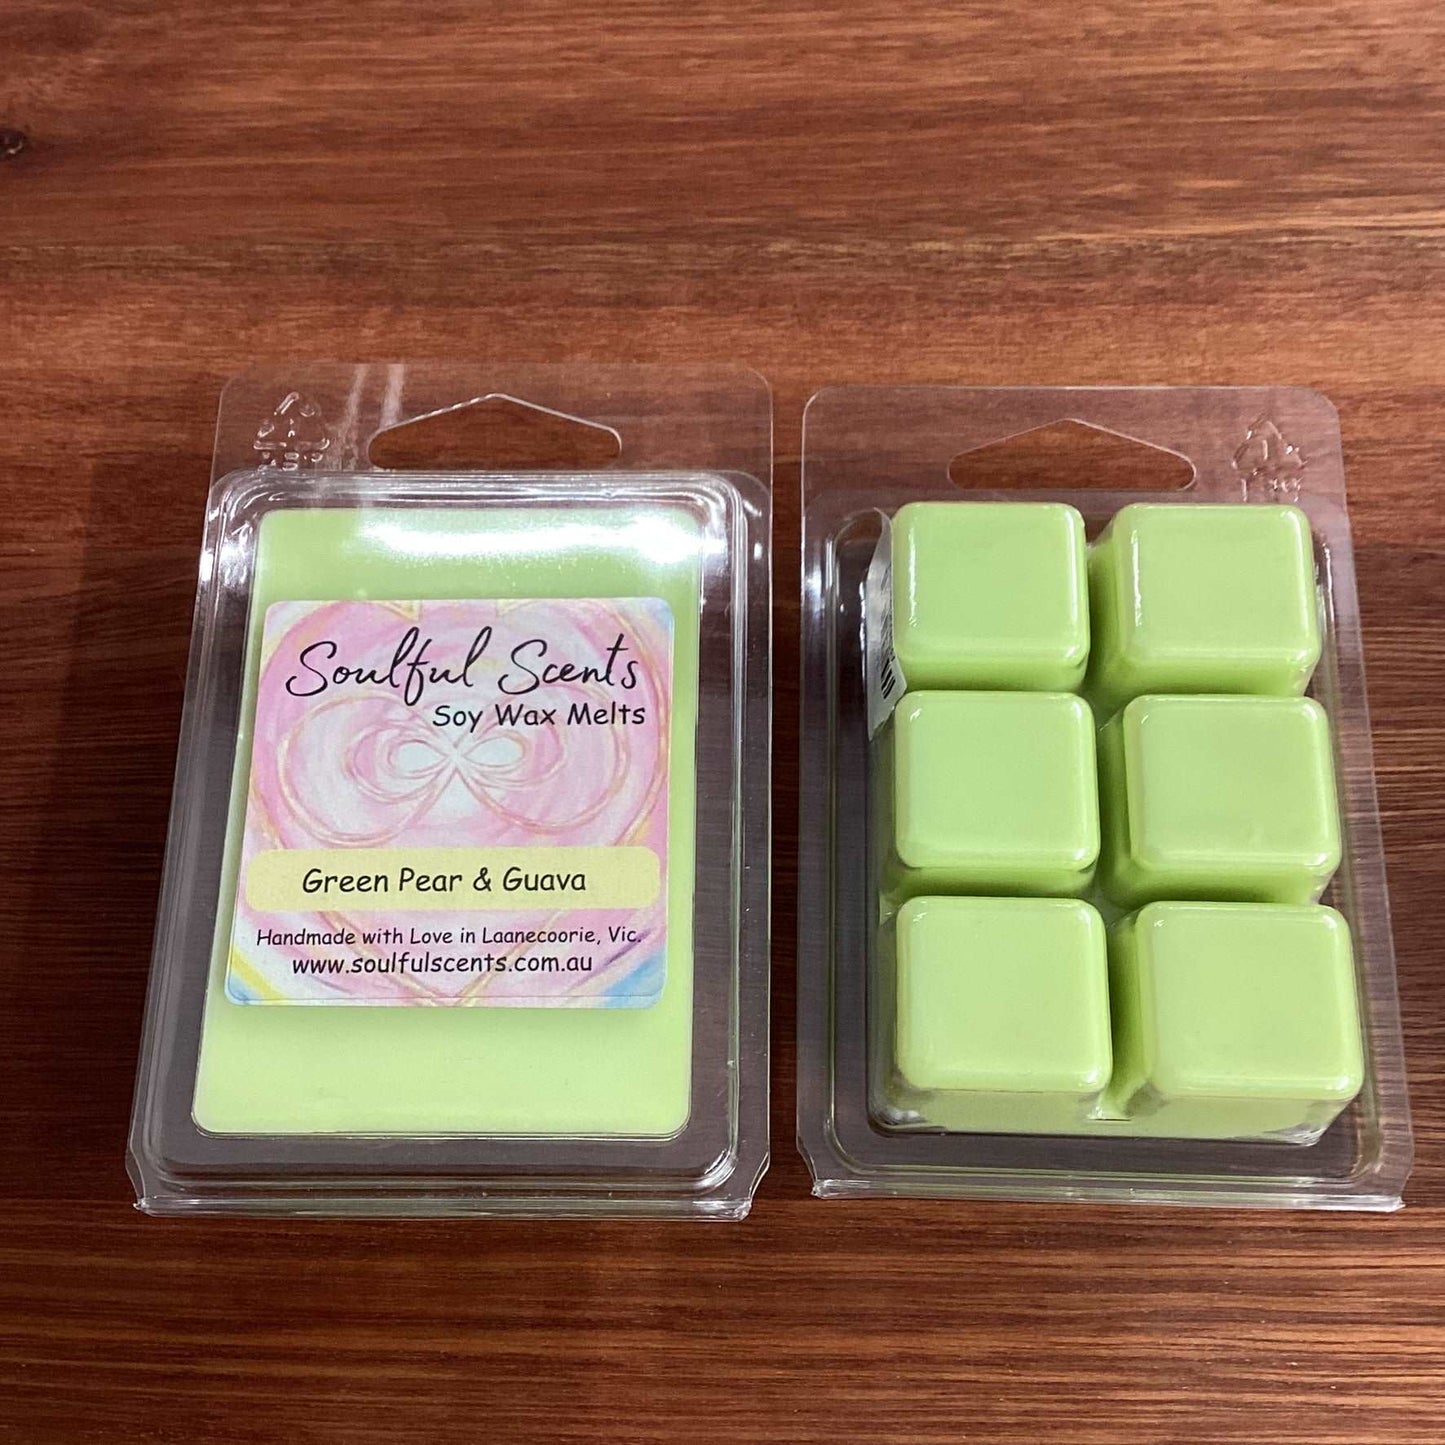 Soulful Scents
Soy Wax Melts
Green Pear & Guava
Handmade with Love in Laanecoorie, Vic.
www.soulfulscents.com.au